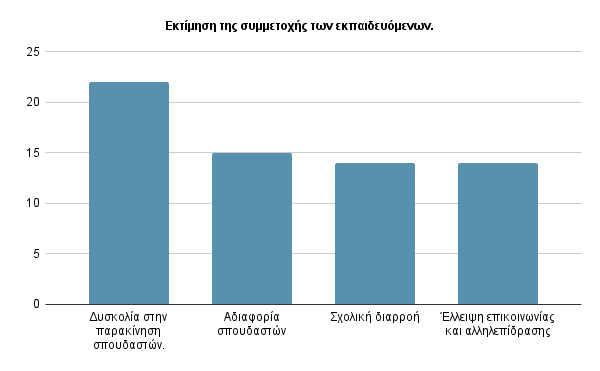 Εκτίμηση της συμμετοχής των εκπαιδευόμενων.
25
20
15
10
5
0
Δυσκολία στην
παρακίνηση
σπουδαστών.
Αδιαφορία
σπουδαστών
Σχολική διαρροή
Έλλειψη επικοινωνίας
και αλληλεπίδρασης